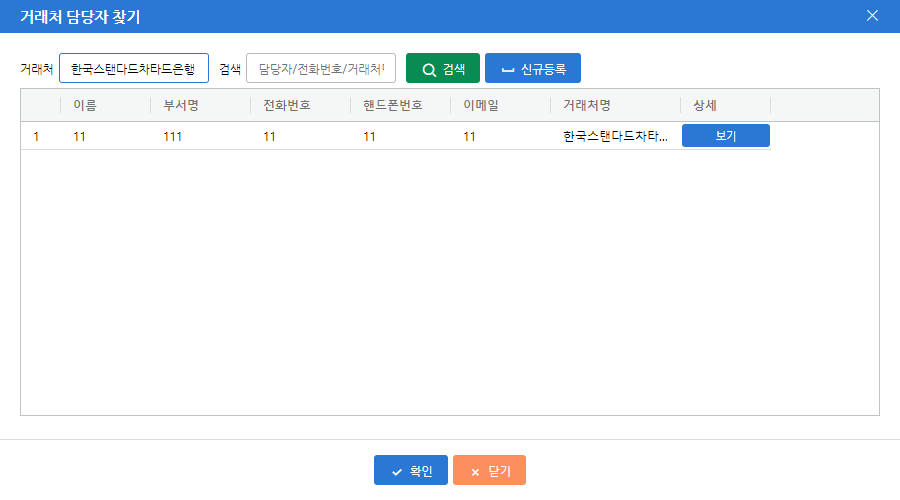 거래처 담당자 찾기
거래처 한국스탠다드차타드은행 검색 담당자/전화번호/거래처 검색 신규등록
이름 부서명 전화번호 핸드폰번호 이메일 거래처명 상세
1 11 111 11 11 11 한국스탠다드차타... 보기
확인 닫기